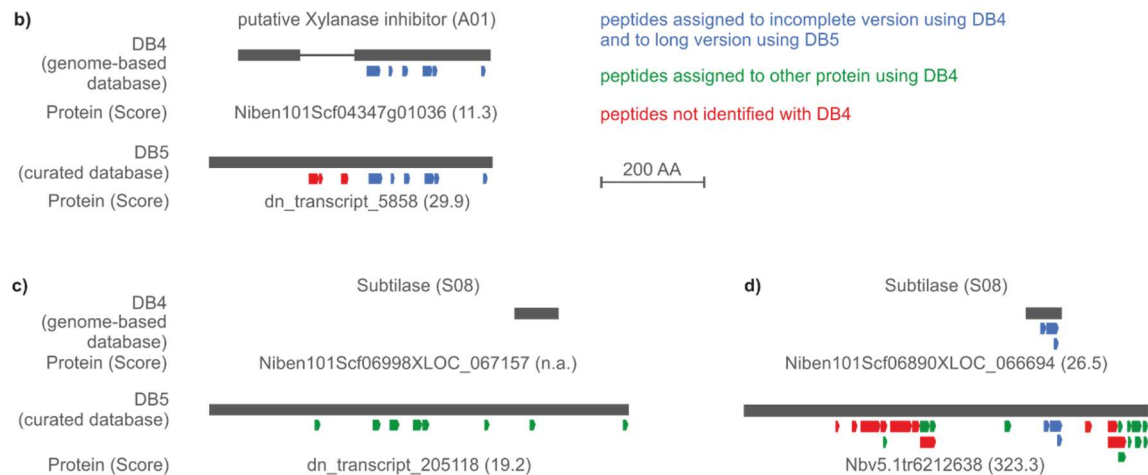 b)
putative Xylanase inhibitor (A01)
DB4
(genome-based
database)
Protein (Score)
Niben101Scf04347g01036 (11.3)
DB5
(curated database)
Protein (Score)
dn_transcript_5858 (29.9)
peptides assigned to incomplete version using DB4
and to long version using DB5
peptides assigned to other protein using DB4
peptides not identified with DB4
200 AA
c)
Subtilase (S08)
DB4
(genome-based
database)
Protein (Score)
Niben101Scf06998XLOC_067157 (n.a.)
DB5
(curated database)
Protein (Score)
dn_transcript_205118 (19.2)
d)
Subtilase (S08)
Niben101Scf06890XLOC_066694 (26.5)
Nbv5.1tr6212638 (323.3)